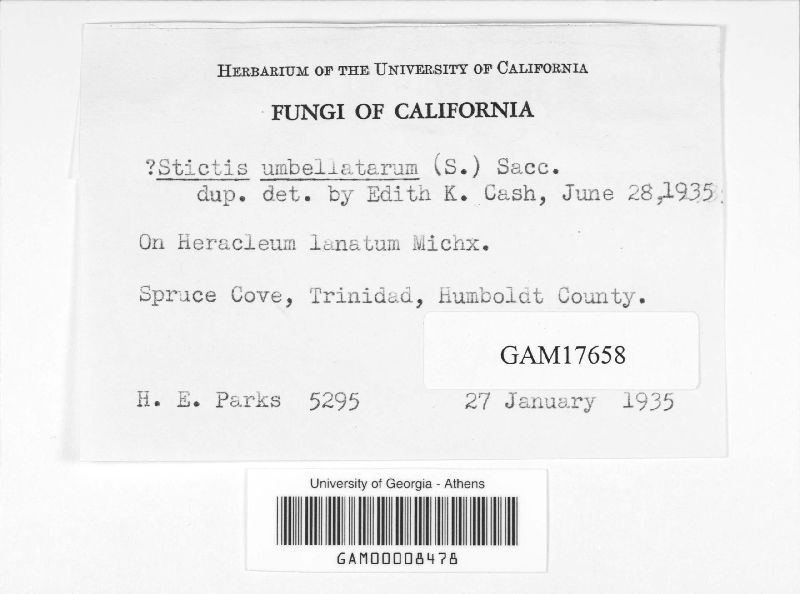 HERBARIUM OF THE UNIVERSITY OF CALIFORNIA
FUNGI OF CALIFORNIA
?Stictis umbellatarum (S.) Sacc.
dup. det. by Edith K. Cash, June 28,1935.
On Heracleum lanatum Michx.
Spruce Cove, Trinidad, Humboldt County.
GAM17658
H. E. Parks 5295 27 January 1935
University of Georgia - Athens
GAM00008478